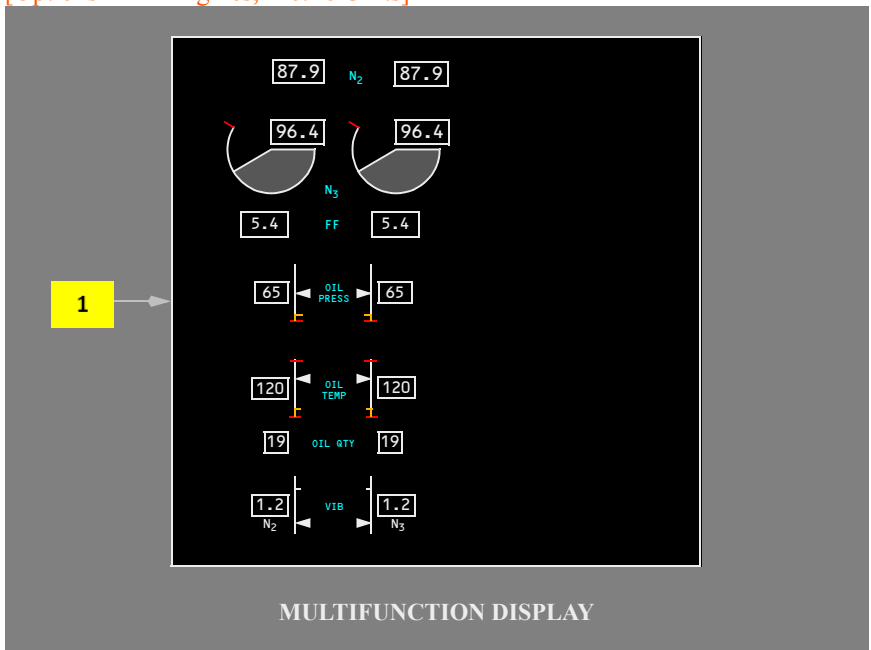 87.9 N2 87.9
96.4 96.4
N3
5.4 FF 5.4
65 OIL PRESS 65
1
120 OIL TEMP 120
19 OIL QTY 19
1.2 VIB 1.2
N2 N3
MULTIFUNCTION DISPLAY